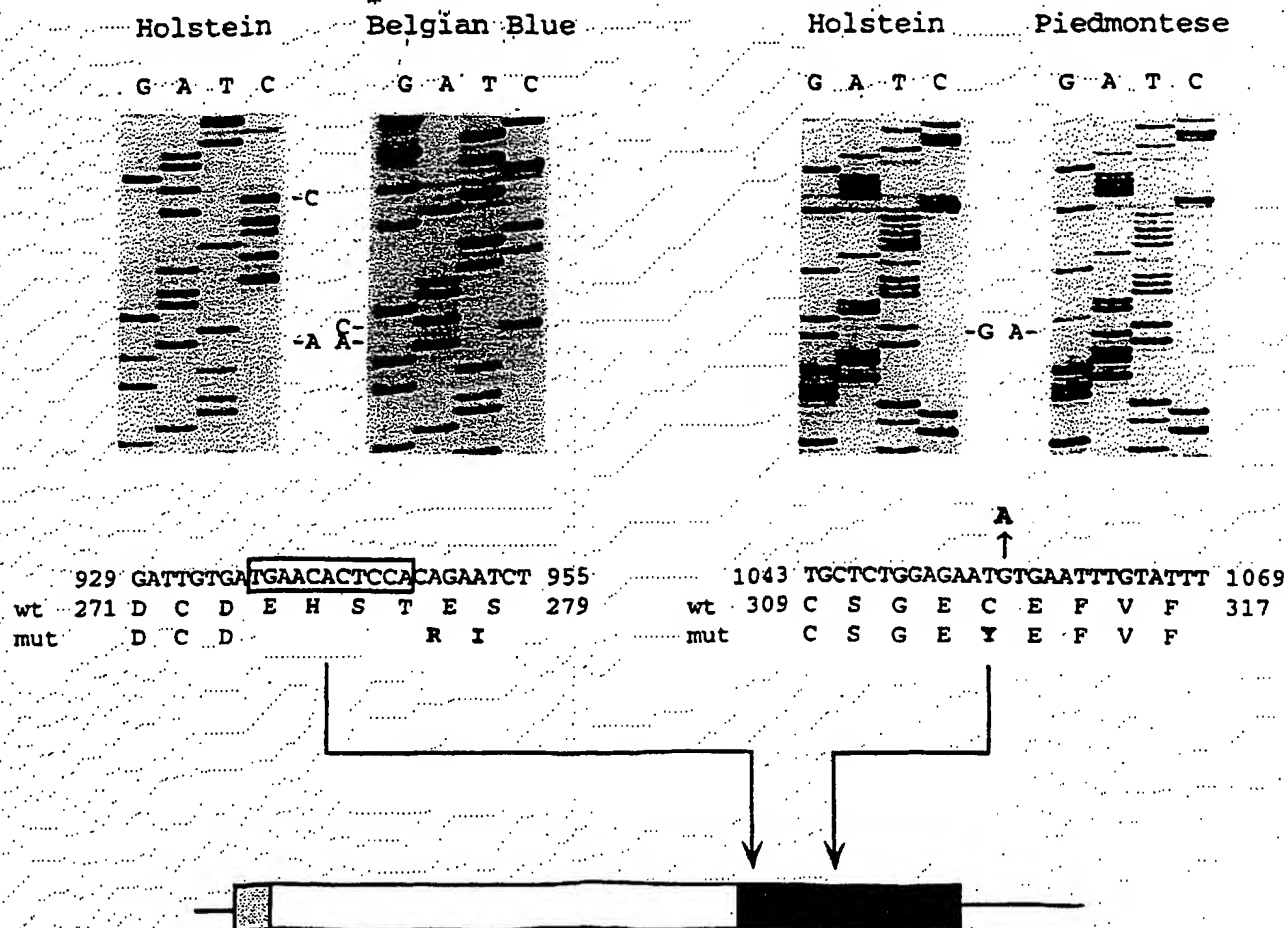 Holstein Belgian Blue Holstein Piedmontese
G A T C G A T C G A T C G A T C
-C
C-
-A A- -G A-
A
929 GATTGTGATGAACACTCCACAGAATCT 955 1043 TGCTCTGGAGAATGTGAATTTGTATTT 1069
wt 271 D C D E H S T E S 279 wt 309 C S G E C E F V F 317
mut D C D R I mut C S G E Y E F V F